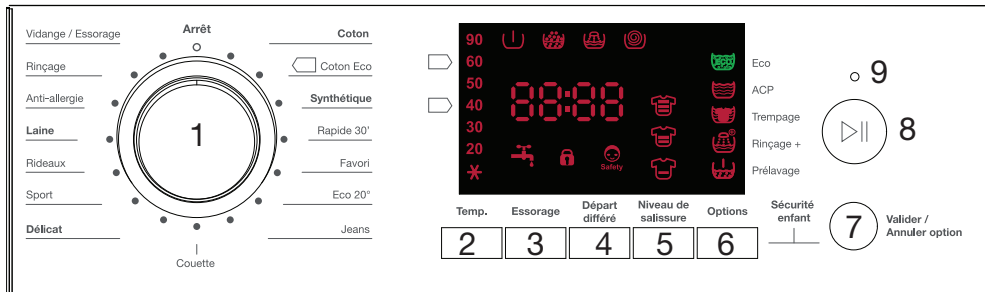 Arrêt
Vidange / Essorage
Rinçage
Anti-allergie
Laine
Rideaux
Sport
Délicat
1
Couette
Coton
Coton Eco
Synthétique
Rapide 30'
Favori
Eco 20°
Jeans
90
60
50
40
30
20
88:88
Safety
Eco
ECO
ACP
Trempage
Rinçage +
Prélavage
9
8
Temp.
Essorage
Départ
différé
Niveau de
salissure
Options
Sécurité
enfant
2
3
4
5
6
7
Valider /
Annuler option